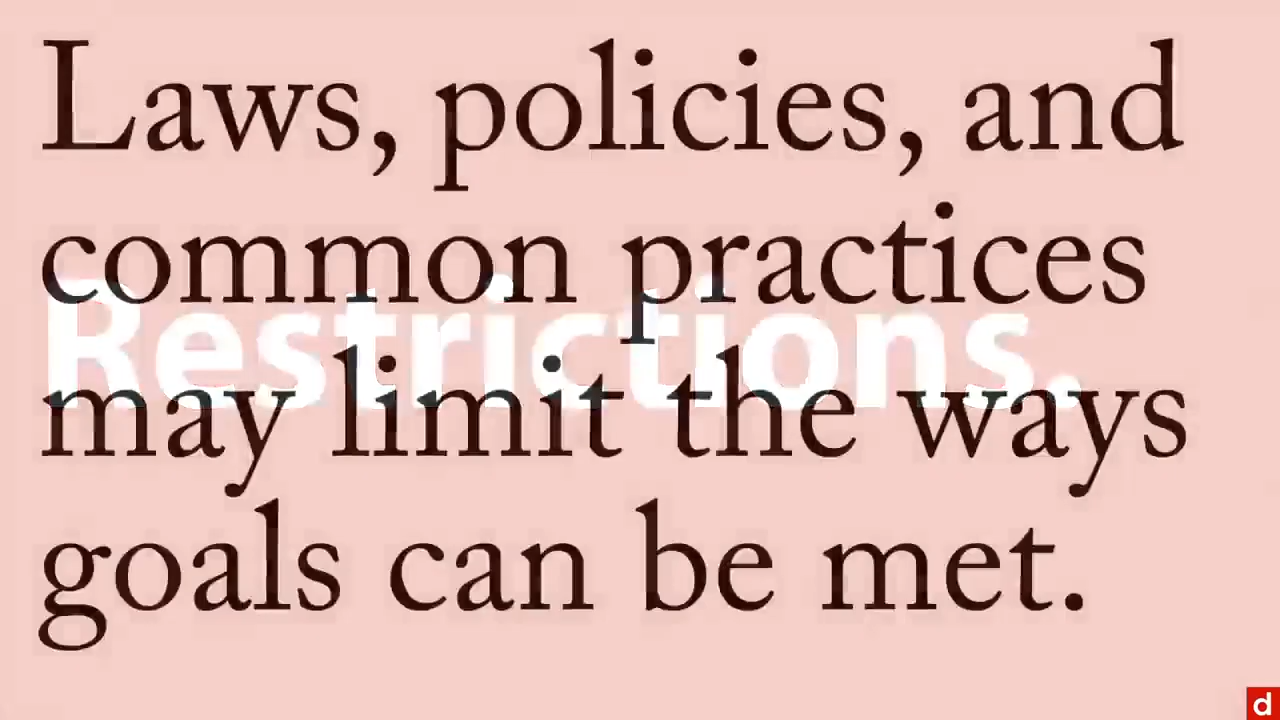 Laws, policies, and
common practices
Restrictions.
may limit the ways
goals can be met.
d